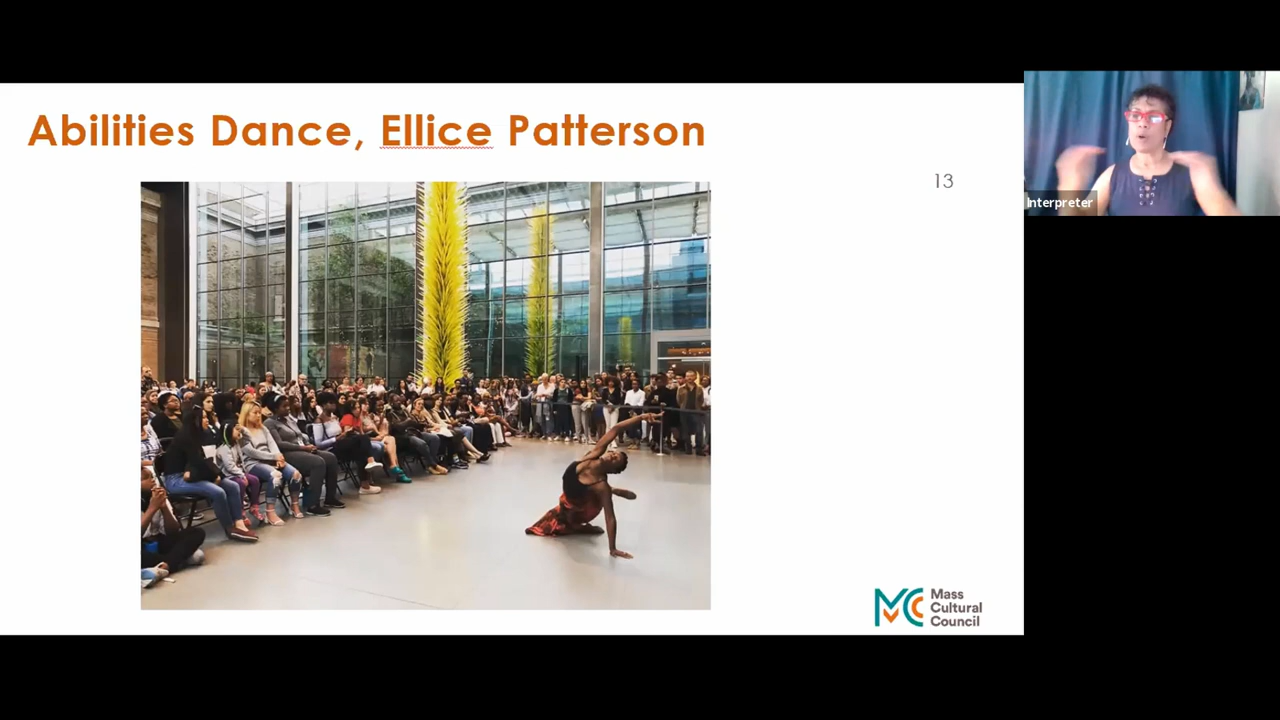 Abilities Dance, Ellice Patterson
13
Interpreter
Mass
Cultural
Council